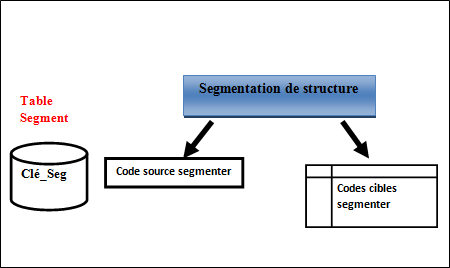 Segmentation de structure
Table
Segment
Clé_Seg
Code source segmenter
Codes cibles
segmenter